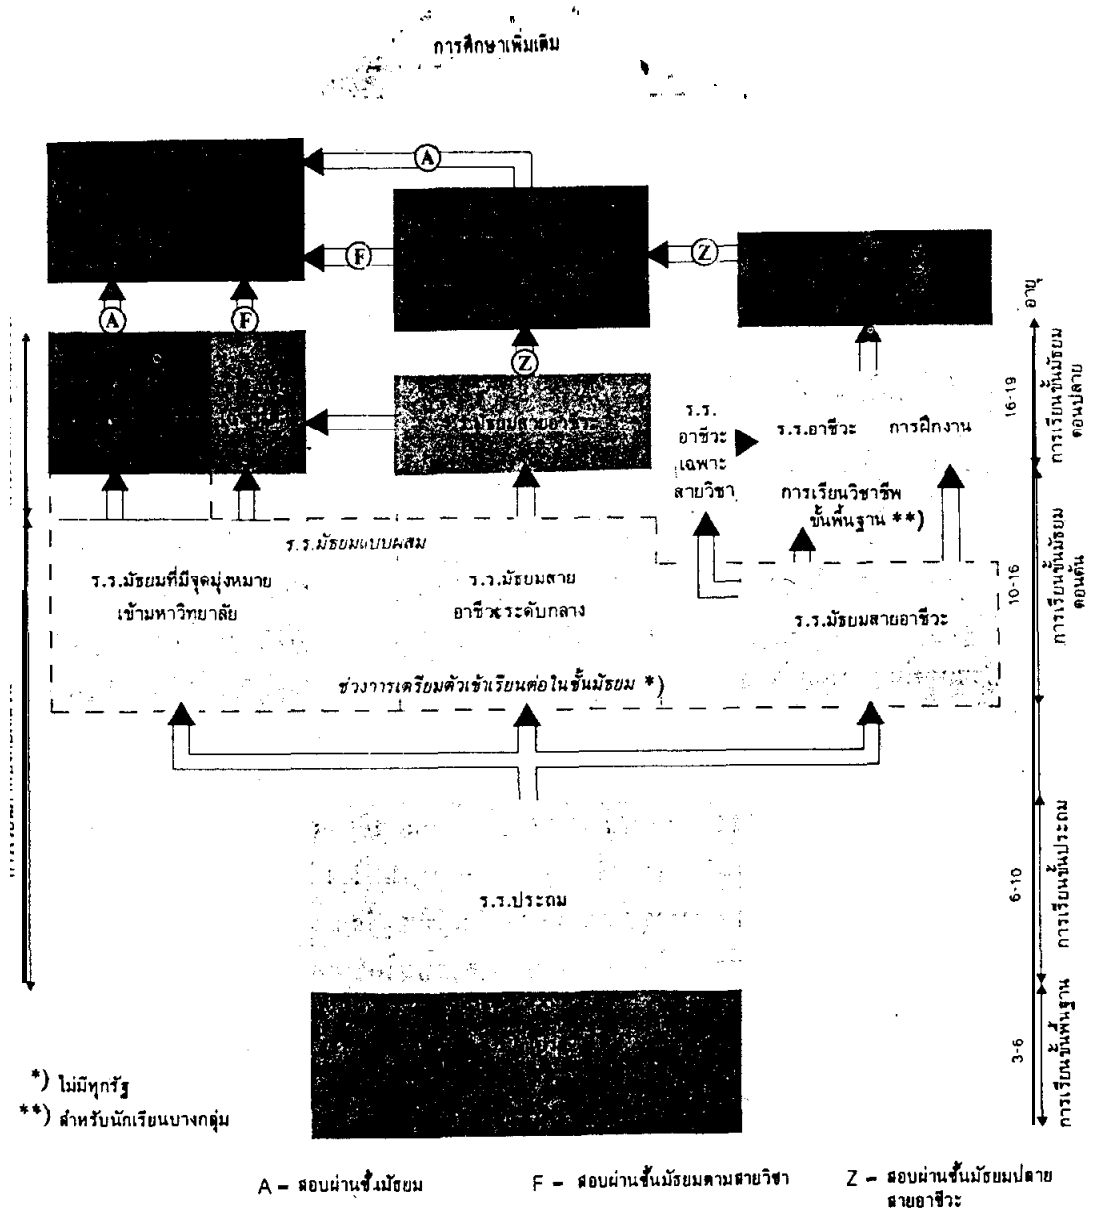 การศึกษาเพิ่มเติม
A
F
Z
A
F
Z
อายุ
ร.ร.มัธยมสายอาชีวะ
ร.ร.
อาชีวะ
เฉพาะ
สายวิชา
ร.ร.อาชีวะ
การฝึกงาน
การเรียนวิชาชีพ
ขั้นพื้นฐาน **)
16-19
การเรียนขั้นมัธยม
ตอนปลาย
ร.ร.มัธยมแบบผสม
ร.ร.มัธยมที่มีจุดมุ่งหมาย
เข้ามหาวิทยาลัย
ร.ร.มัธยมสาย
อาชีวะระดับกลาง
ร.ร.มัธยมสายอาชีวะ
10-16
การเรียนขั้นมัธยม
ตอนต้น
ช่วงการเตรียมตัวเข้าเรียนต่อในชั้นมัธยม *)
ร.ร.ประถม
6-10
การเรียนขั้นประถม
3-6
การเรียนขั้นพื้นฐาน
*) ไม่มีทุกรัฐ
**) สำหรับนักเรียนบางกลุ่ม
A – สอบผ่านชั้นมัธยม
F – สอบผ่านชั้นมัธยมตามสายวิชา
Z – สอบผ่านชั้นมัธยมปลาย
สายอาชีวะ